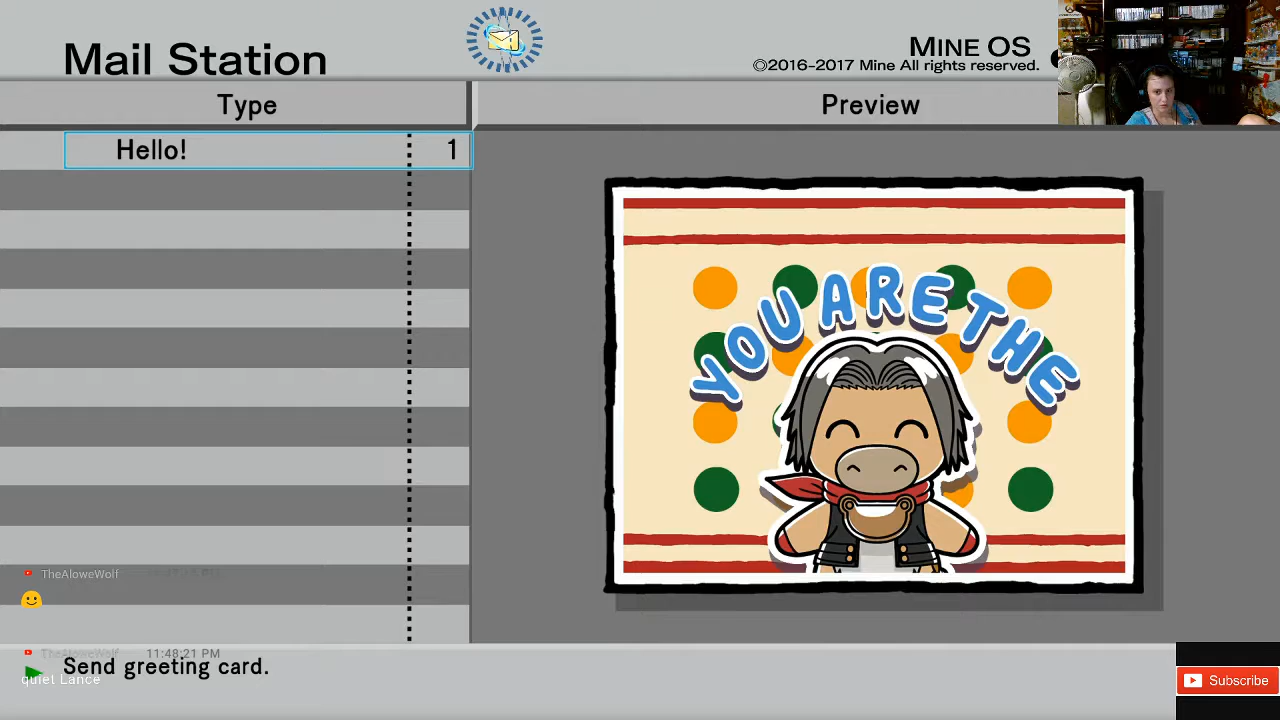 Mail Station
MINE OS
©2016-2017 Mine All rights reserved.
Type
Preview
Hello! 1
YOU ARE THE
TheAloweWolf
TheAloweWolf 11:48:21 PM
Send greeting card.
quiet Lance
Subscribe